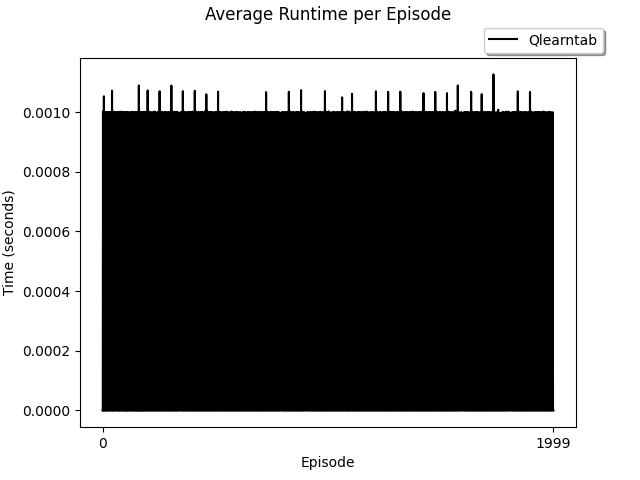 Average Runtime per Episode
Qlearntab
0.0010
0.0008
0.0006
0.0004
0.0002
0.0000
Time (seconds)
0
1999
Episode